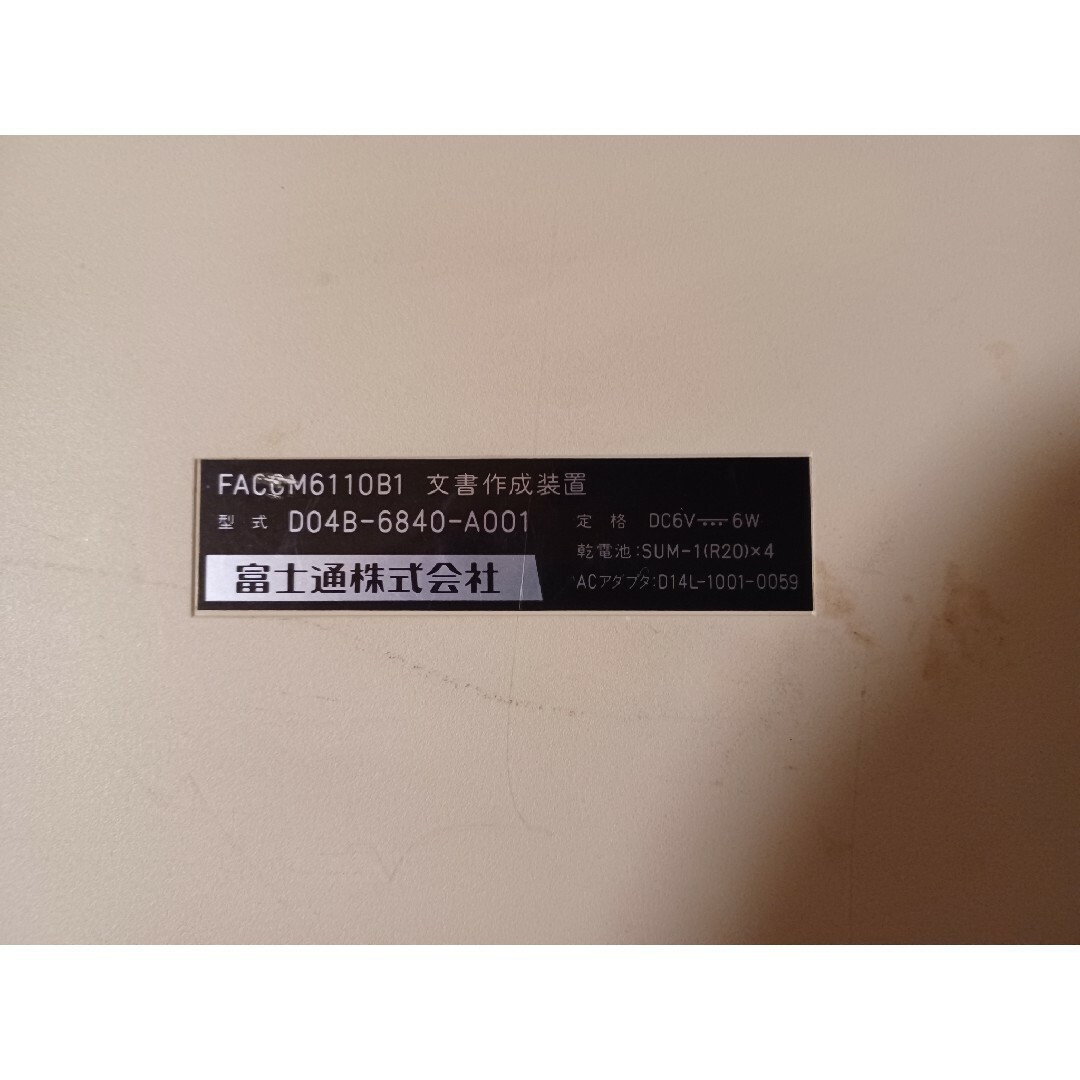 FACOM6110B1 文書作成装置
型式 D04B-6840-A001
定格 DC6V⎓6W
乾電池:SUM-1(R20)×4
富士通株式会社
ACアダプタ:D14L-1001-0059